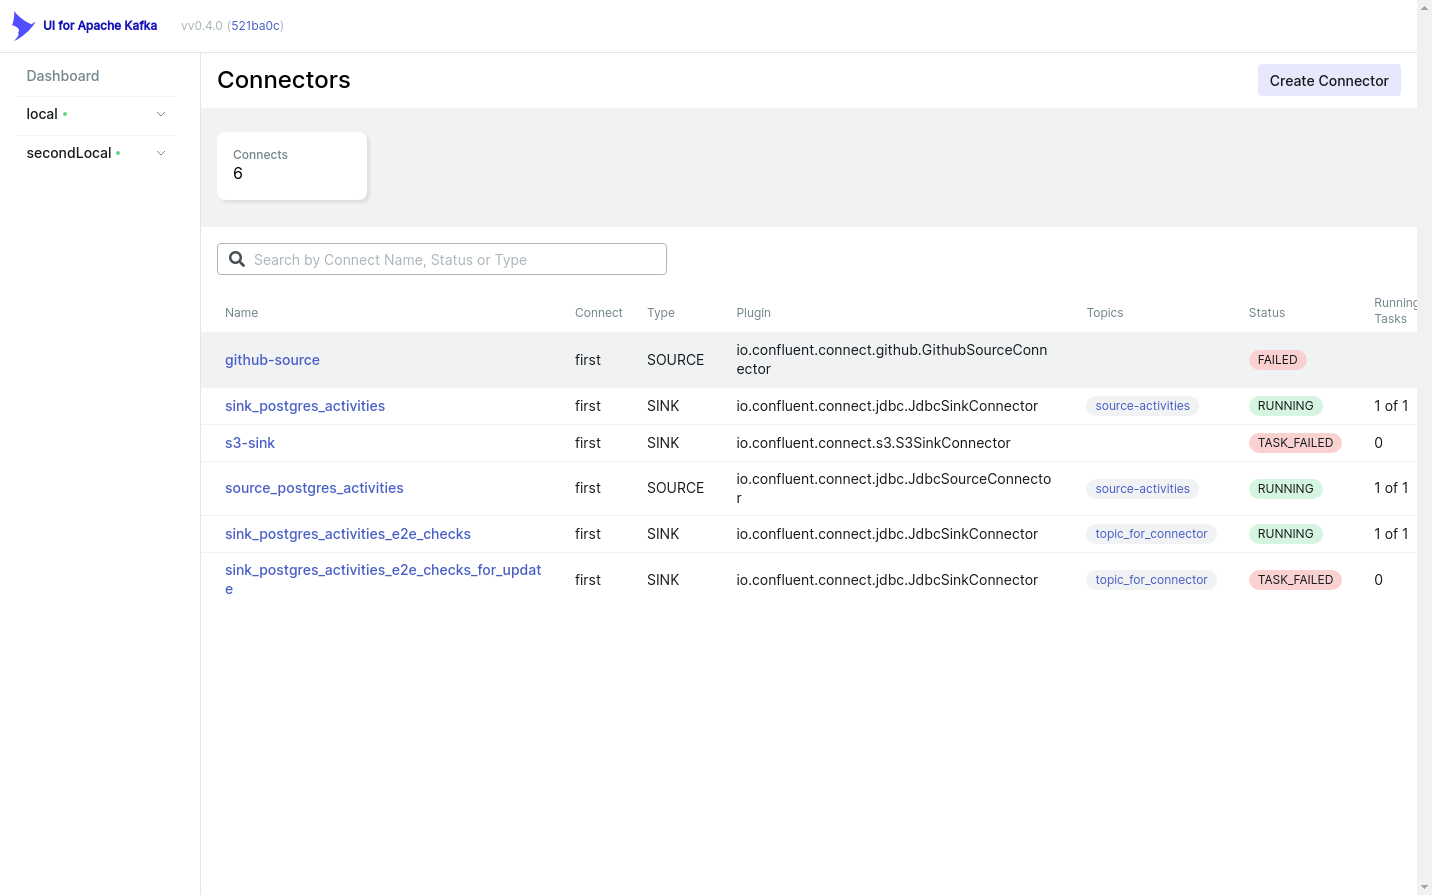 UI for Apache Kafka
vv0.4.0 (521ba0c)
Dashboard
local
secondLocal
Connectors
Create Connector
Connects
6
Search by Connect Name, Status or Type
Name Connect Type Plugin Topics Status Running Tasks
github-source first SOURCE io.confluent.connect.github.GithubSourceConn
ector FAILED
sink_postgres_activities first SINK io.confluent.connect.jdbc.JdbcSinkConnector source-activities RUNNING 1 of 1
s3-sink first SINK io.confluent.connect.s3.S3SinkConnector TASK_FAILED 0
source_postgres_activities first SOURCE io.confluent.connect.jdbc.JdbcSourceConnecto
r source-activities RUNNING 1 of 1
sink_postgres_activities_e2e_checks first SINK io.confluent.connect.jdbc.JdbcSinkConnector topic_for_connector RUNNING 1 of 1
sink_postgres_activities_e2e_checks_for_updat
e first SINK io.confluent.connect.jdbc.JdbcSinkConnector topic_for_connector TASK_FAILED 0